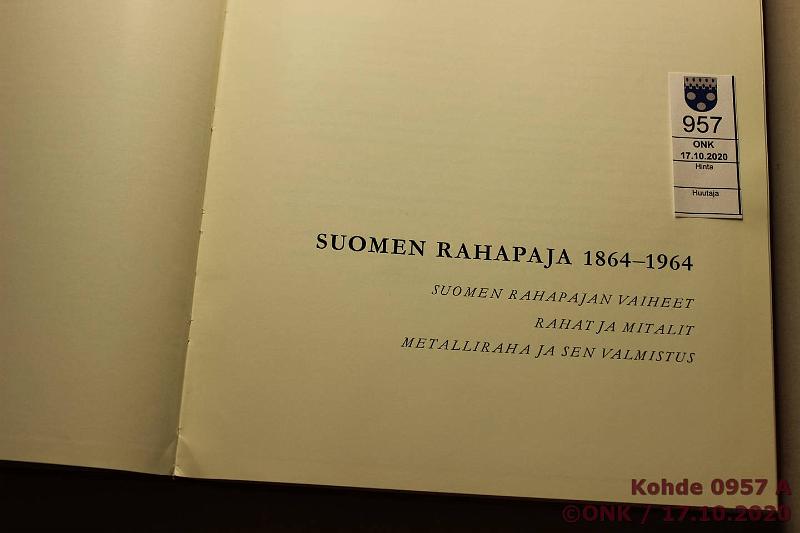 957
ONK
17.10.2020
Hinta
Huutaja
SUOMEN RAHAPAJA 1864–1964
SUOMEN RAHAPAJAN VAIHEET
RAHAT JA MITALIT
METALLIRAHA JA SEN VALMISTUS
Kohde 0957 A
©ONK / 17.10.2020